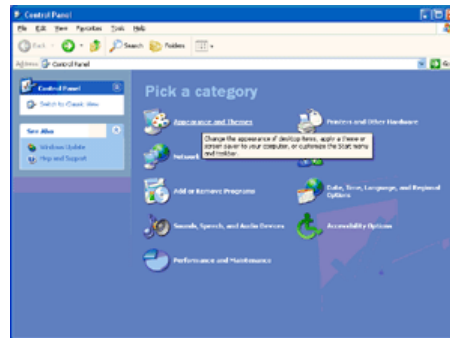 Control Panel
File Edit View Favorites Tools Help
Back Search Folders
Address Control Panel Go
Control Panel
Switch to Classic View
See Also
Windows Update
Help and Support
Pick a category
Appearance and Themes
Printers and Other Hardware
Change the appearance of desktop items, apply a theme or
screen saver to your computer, or customize the Start menu
and taskbar.
Network
Add or Remove Programs
Date, Time, Language, and Regional
Options
Sounds, Speech, and Audio Devices
Accessibility Options
Performance and Maintenance